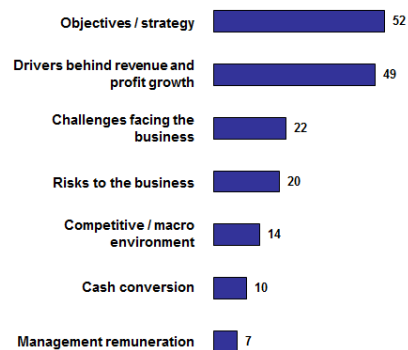 Objectives / strategy 52
Drivers behind revenue and
profit growth 49
Challenges facing the
business 22
Risks to the business 20
Competitive / macro
environment 14
Cash conversion 10
Management remuneration 7